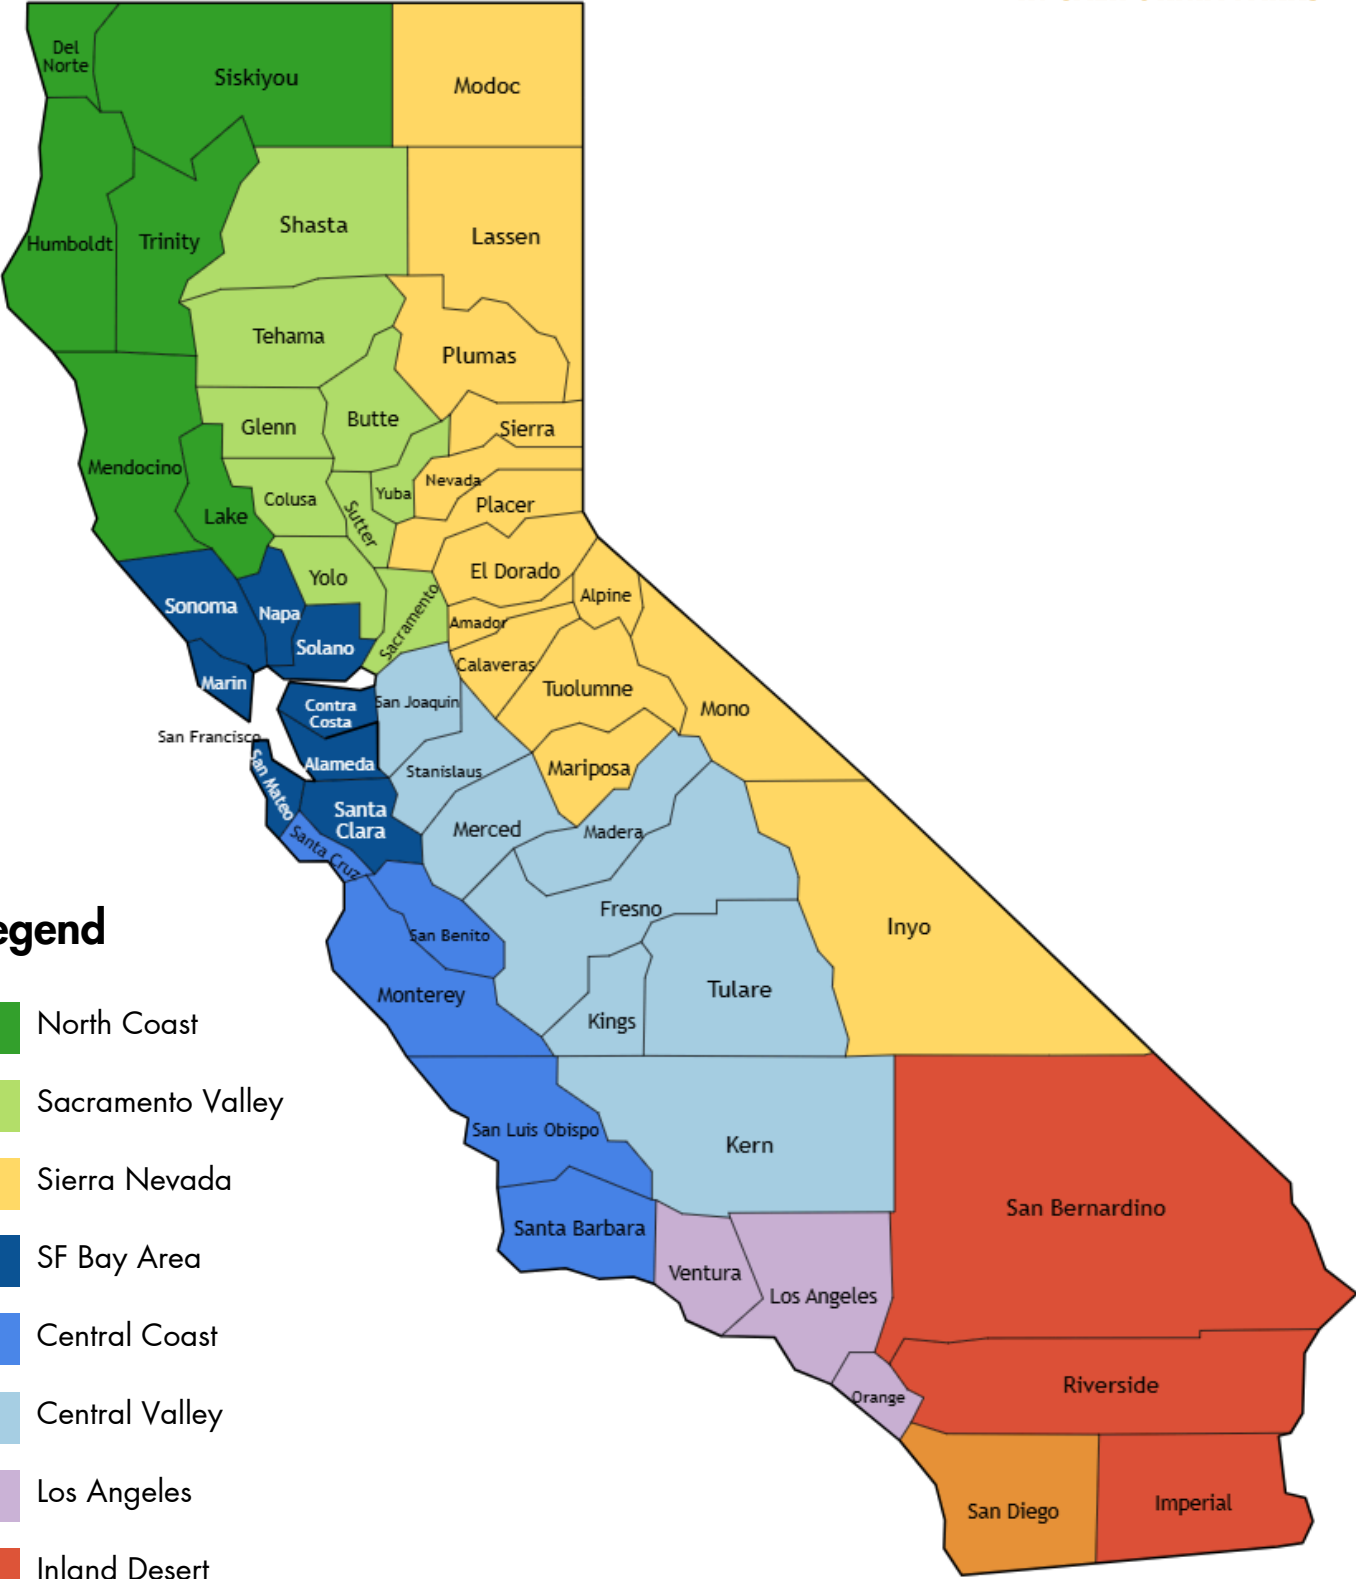 Del
Norte
Siskiyou
Modoc
Humboldt
Trinity
Shasta
Lassen
Tehama
Plumas
Glenn
Butte
Sierra
Mendocino
Colusa
Yuba
Nevada
Sutter
Placer
Lake
Yolo
El Dorado
Alpine
Sonoma
Napa
Sacramento
Amador
Solano
Calaveras
Marin
Tuolumne
Mono
Contra
Costa
San Joaquin
San Francisco
San Mateo
Alameda
Stanislaus
Mariposa
Santa
Clara
Merced
Madera
Santa Cruz
Fresno
Inyo
San Benito
Monterey
Kings
Tulare
San Luis Obispo
Kern
Santa Barbara
San Bernardino
Ventura
Los Angeles
Orange
Riverside
San Diego
Imperial
egend
North Coast
Sacramento Valley
Sierra Nevada
SF Bay Area
Central Coast
Central Valley
Los Angeles
Inland Desert